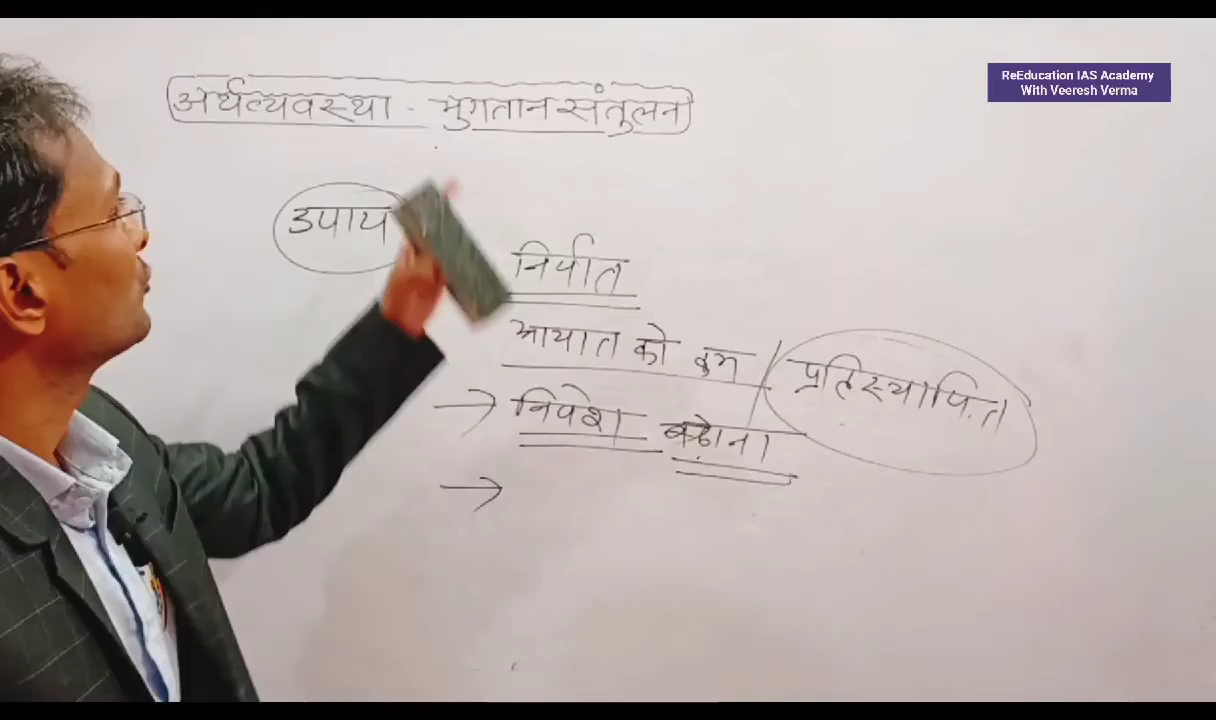 ReEducation IAS Academy
With Veeresh Verma
अर्थव्यवस्था - भुगतान संतुलन
उपाय
निर्यात
आयात को कम / प्रतिस्थापित
→ निवेश बढ़ाना
→